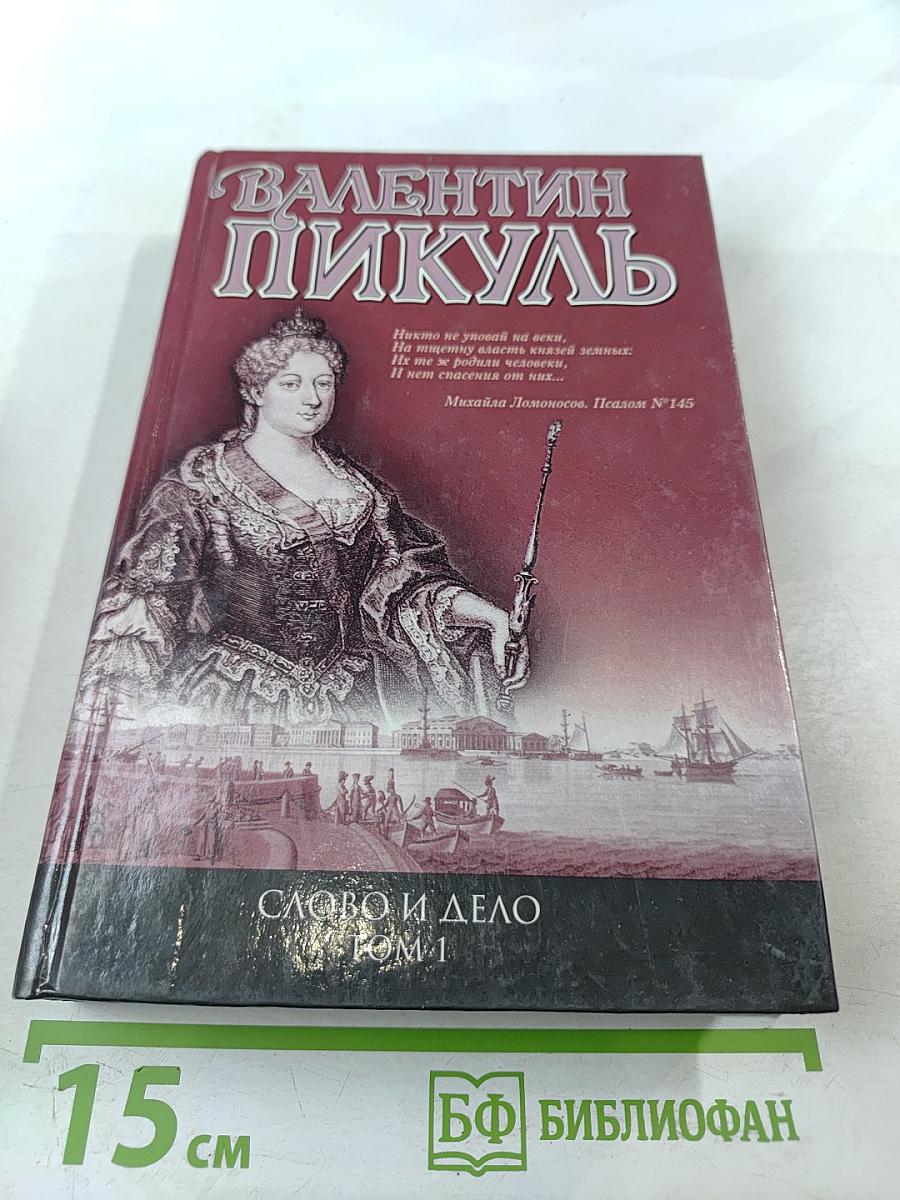 ВАЛЕНТИН
ПИКУЛЬ
Никто не уповай на веки,
На тщетну власть князей земных:
Их те ж родили человеки,
И нет спасения от них...
Михайла Ломоносов. Псалом №145
СЛОВО И ДЕЛО
ТОМ 1
15 см
БФ БИБЛИОФАН